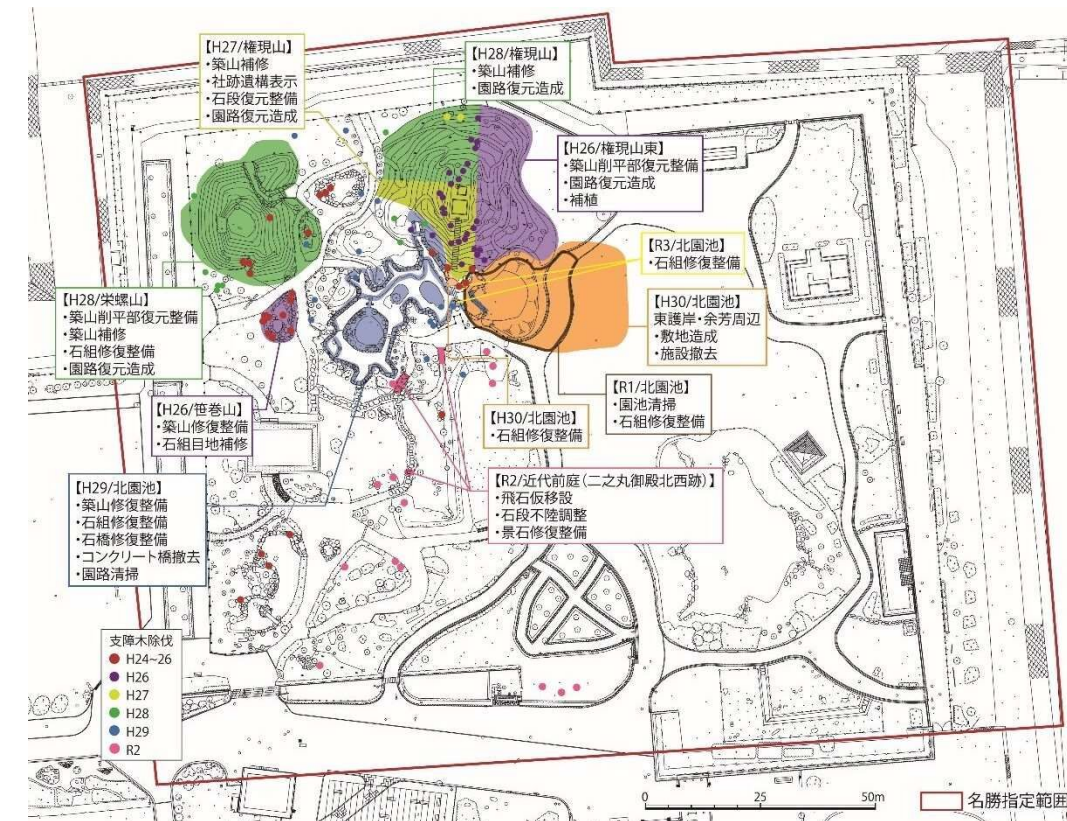 【H27/権現山】
・築山補修
・社跡遺構表示
・石段復元整備
・園路復元造成
【H28/権現山】
・築山補修
・園路復元造成
【H26/権現山東】
・築山削平部復元整備
・園路復元造成
・補植
【R3/北園池】
・石組修復整備
【H30/北園池】
東護岸・余芳周辺
・敷地造成
・施設撤去
【H28/栄螺山】
・築山削平部復元整備
・築山補修
・石組修復整備
・園路復元造成
【R1/北園池】
・園池清掃
・石組修復整備
【H26/笹巻山】
・築山修復整備
・石組目地補修
【H30/北園池】
・石組修復整備
【H29/北園池】
・築山修復整備
・石組修復整備
・石橋修復整備
・コンクリート橋撤去
・園路清掃
【R2/近代前庭（二之丸御殿北西跡）】
・飛石仮移設
・石段不陸調整
・景石修復整備
支障木除伐
H24~26
H26
H27
H28
H29
R2
0 25 50m
名勝指定範囲